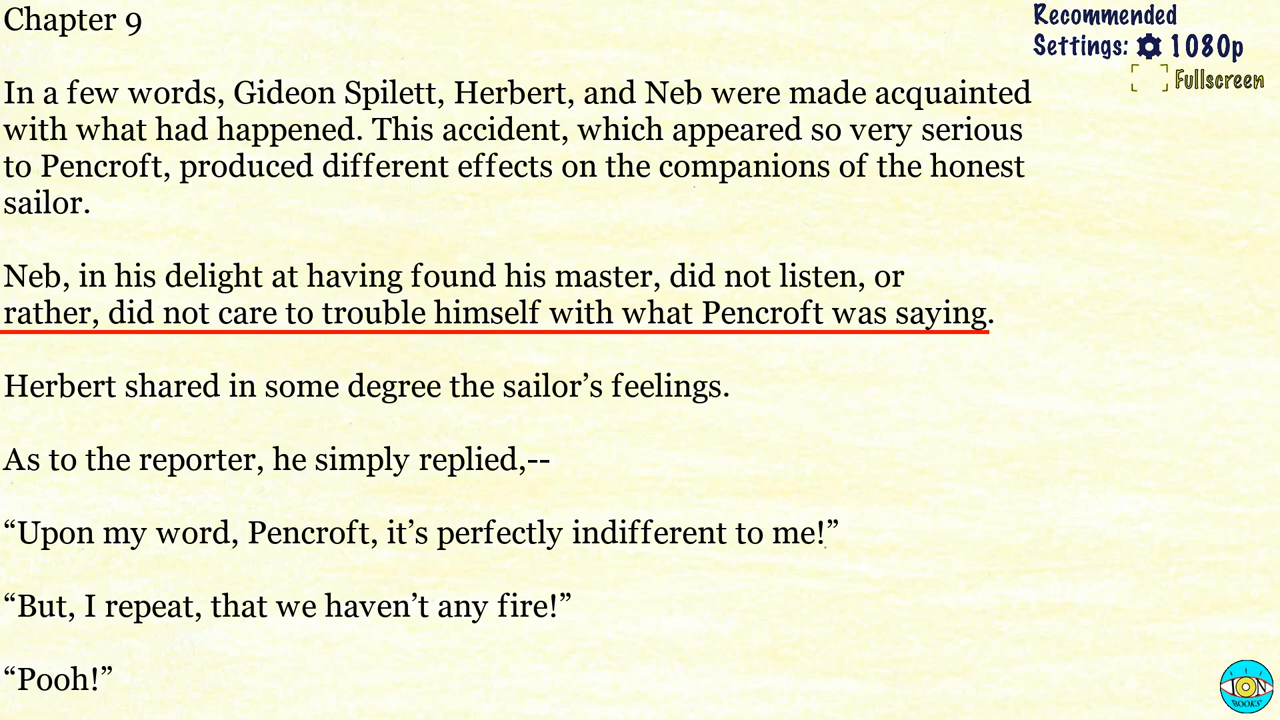 Chapter 9
Recommended
Settings: 1080p
Fullscreen
In a few words, Gideon Spilett, Herbert, and Neb were made acquainted
with what had happened. This accident, which appeared so very serious
to Pencroft, produced different effects on the companions of the honest
sailor.
Neb, in his delight at having found his master, did not listen, or
rather, did not care to trouble himself with what Pencroft was saying.
Herbert shared in some degree the sailor’s feelings.
As to the reporter, he simply replied,--
“Upon my word, Pencroft, it’s perfectly indifferent to me!”
“But, I repeat, that we haven’t any fire!”
“Pooh!”
ION
BOOKS